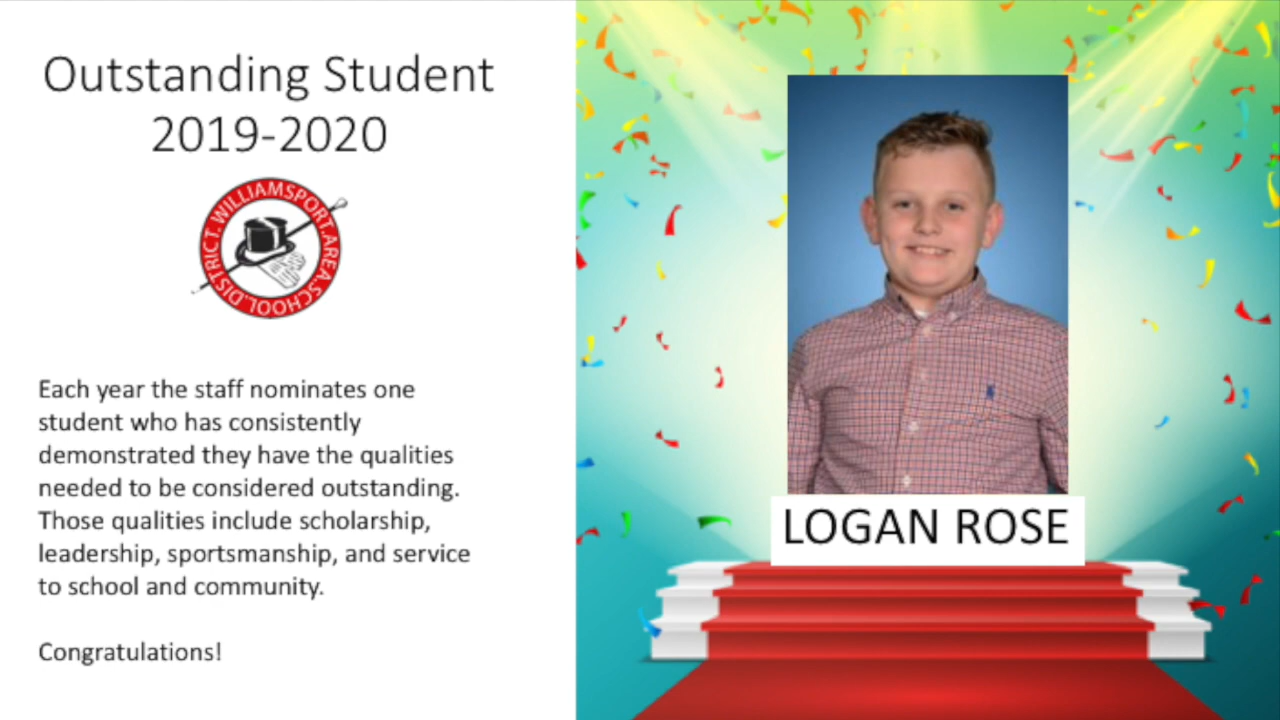 Outstanding Student
2019-2020
WILLIAMSPORT.AREA.SCHOOL.DISTRICT.
Each year the staff nominates one
student who has consistently
demonstrated they have the qualities
needed to be considered outstanding.
Those qualities include scholarship,
leadership, sportsmanship, and service
to school and community.
Congratulations!
LOGAN ROSE